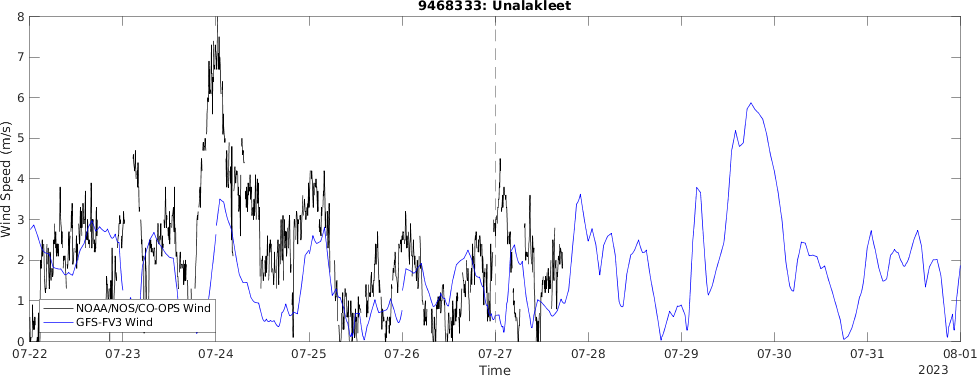 9468333: Unalakleet
Wind Speed (m/s)
8
7
6
5
4
3
2
1
0
NOAA/NOS/CO-OPS Wind
GFS-FV3 Wind
07-22 07-23 07-24 07-25 07-26 07-27 07-28 07-29 07-30 07-31 08-01
Time
2023